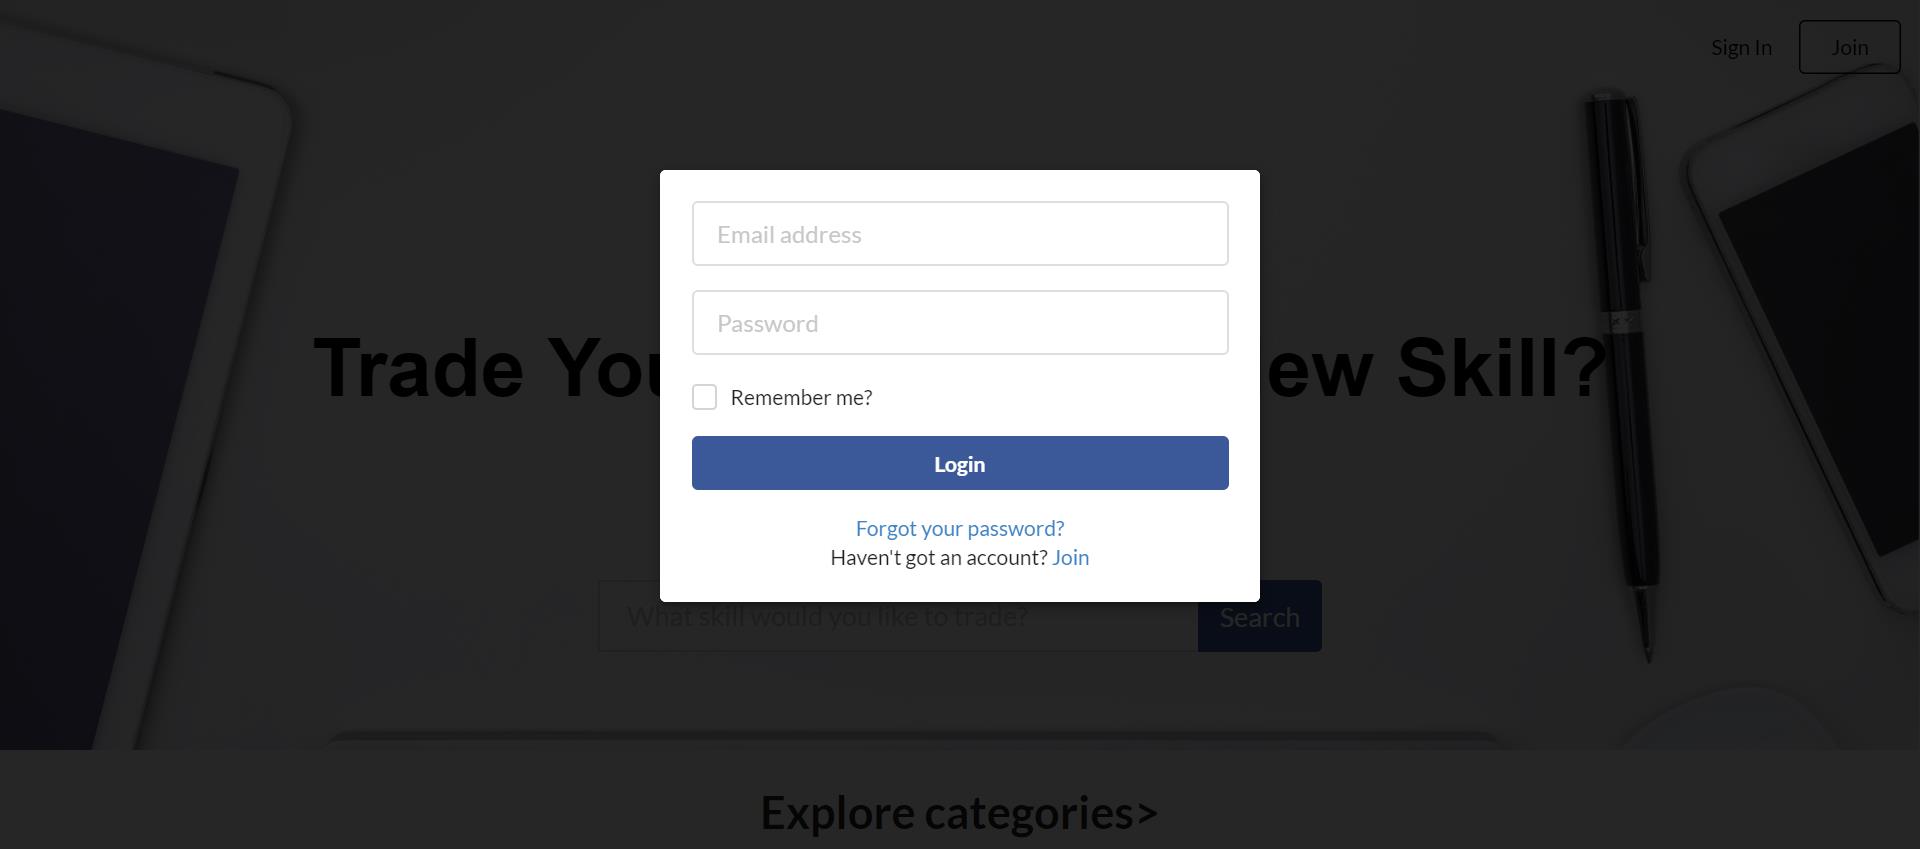 Sign In
Join
Email address
Password
Trade You
ew Skill?
Remember me?
Login
Forgot your password?
Haven't got an account? Join
What skill would you like to trade?
Search
Explore categories>